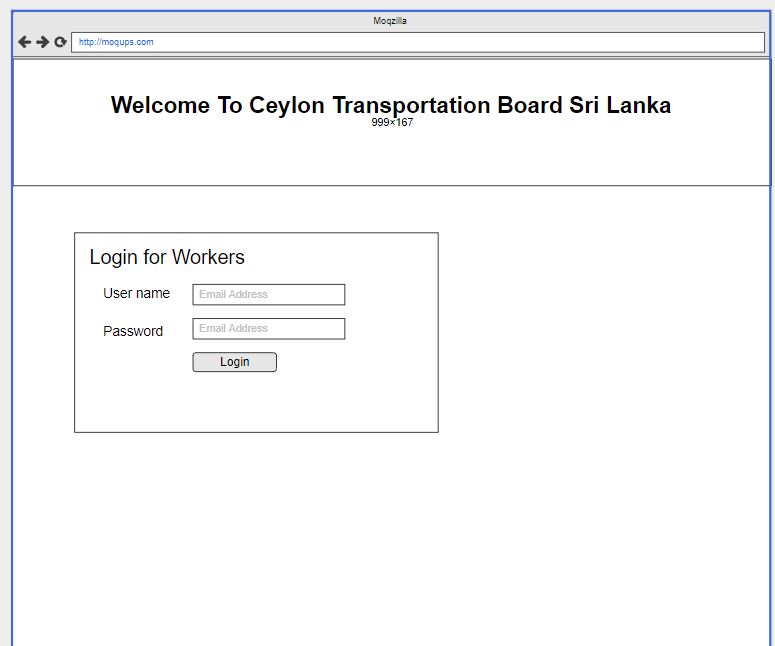 Moqzilla
http://moqups.com
Welcome To Ceylon Transportation Board Sri Lanka
999×167
Login for Workers
User name
Email Address
Password
Email Address
Login